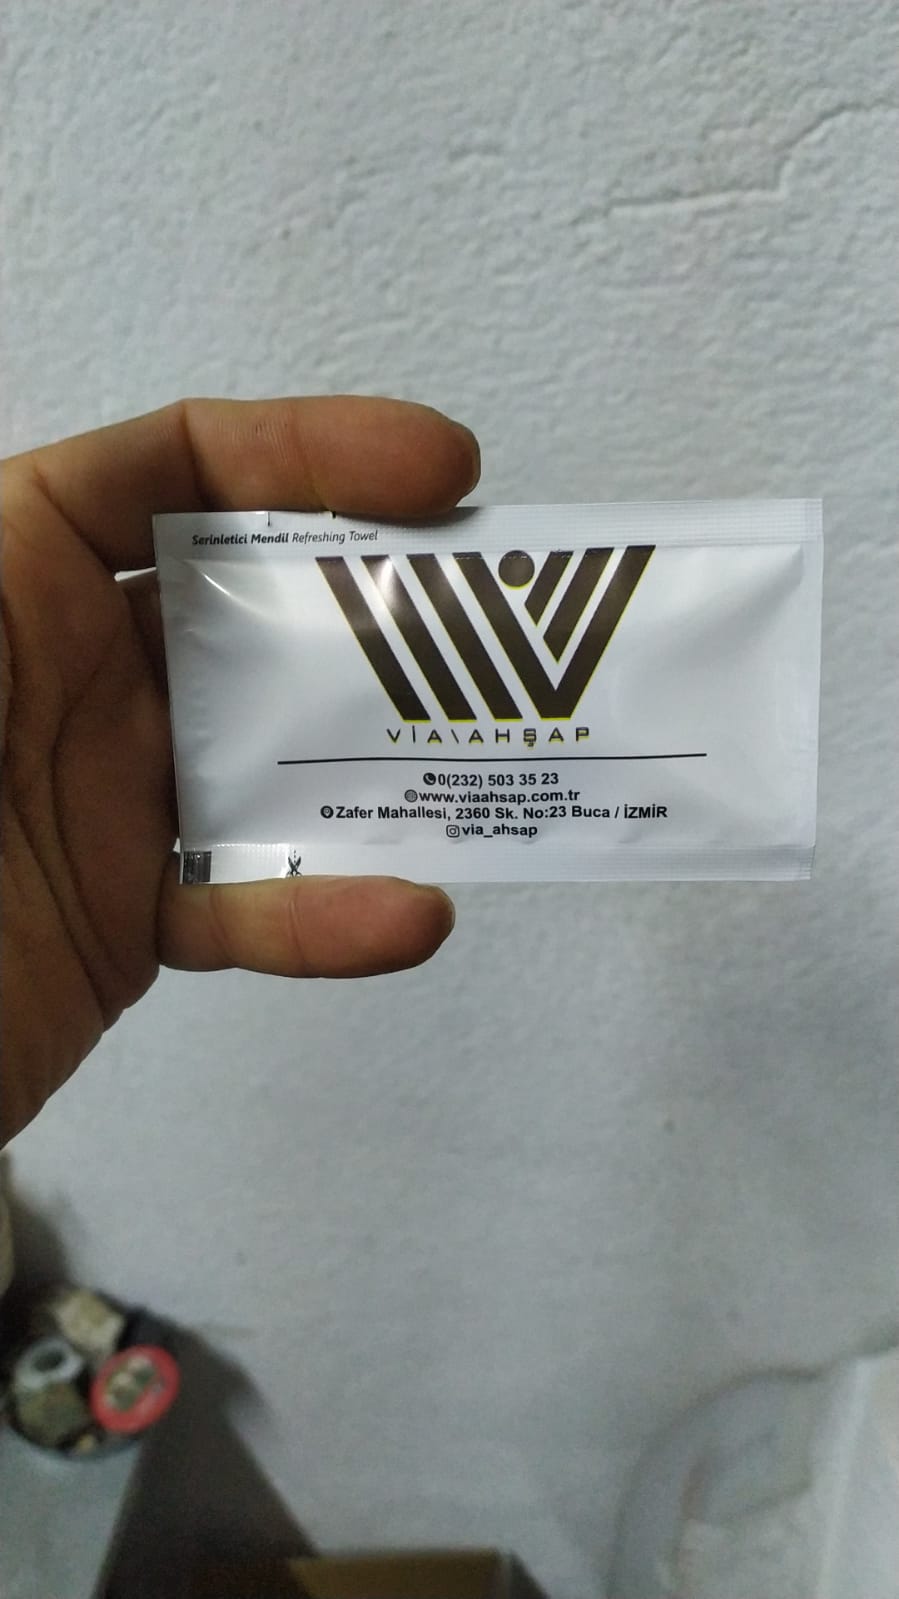 Serinletici Mendil Refreshing Towel
VİA\AHŞAP
0(232) 503 35 23
www.viaahsap.com.tr
Zafer Mahallesi, 2360 Sk. No:23 Buca / İZMİR
via_ahsap